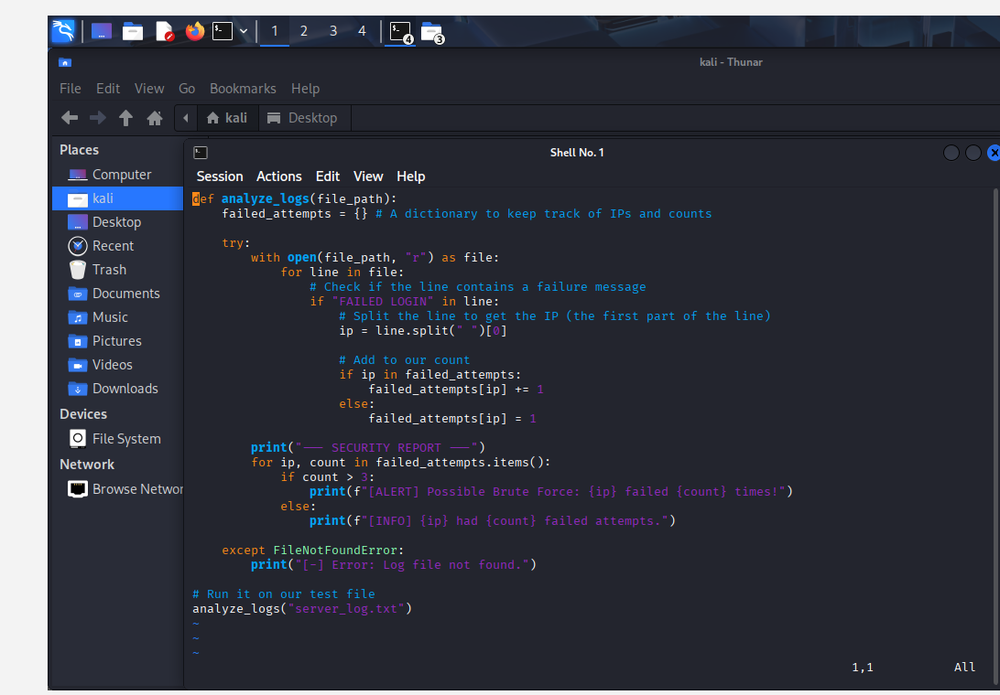 1 2 3 4 4 3
kali - Thunar
File Edit View Go Bookmarks Help
kali Desktop
Places
Computer
kali
Desktop
Recent
Trash
Documents
Music
Pictures
Videos
Downloads
Devices
File System
Network
Browse Networ
Shell No. 1
Session Actions Edit View Help
def analyze_logs(file_path):
    failed_attempts = {} # A dictionary to keep track of IPs and counts
    try:
        with open(file_path, "r") as file:
            for line in file:
                # Check if the line contains a failure message
                if "FAILED LOGIN" in line:
                    # Split the line to get the IP (the first part of the line)
                    ip = line.split(" ")[0]
                    # Add to our count
                    if ip in failed_attempts:
                        failed_attempts[ip] += 1
                    else:
                        failed_attempts[ip] = 1
        print("--- SECURITY REPORT ---")
        for ip, count in failed_attempts.items():
            if count > 3:
                print(f"[ALERT] Possible Brute Force: {ip} failed {count} times!")
            else:
                print(f"[INFO] {ip} had {count} failed attempts.")
    except FileNotFoundError:
        print("[-] Error: Log file not found.")
# Run it on our test file
analyze_logs("server_log.txt")
~
~
~
1,1 All